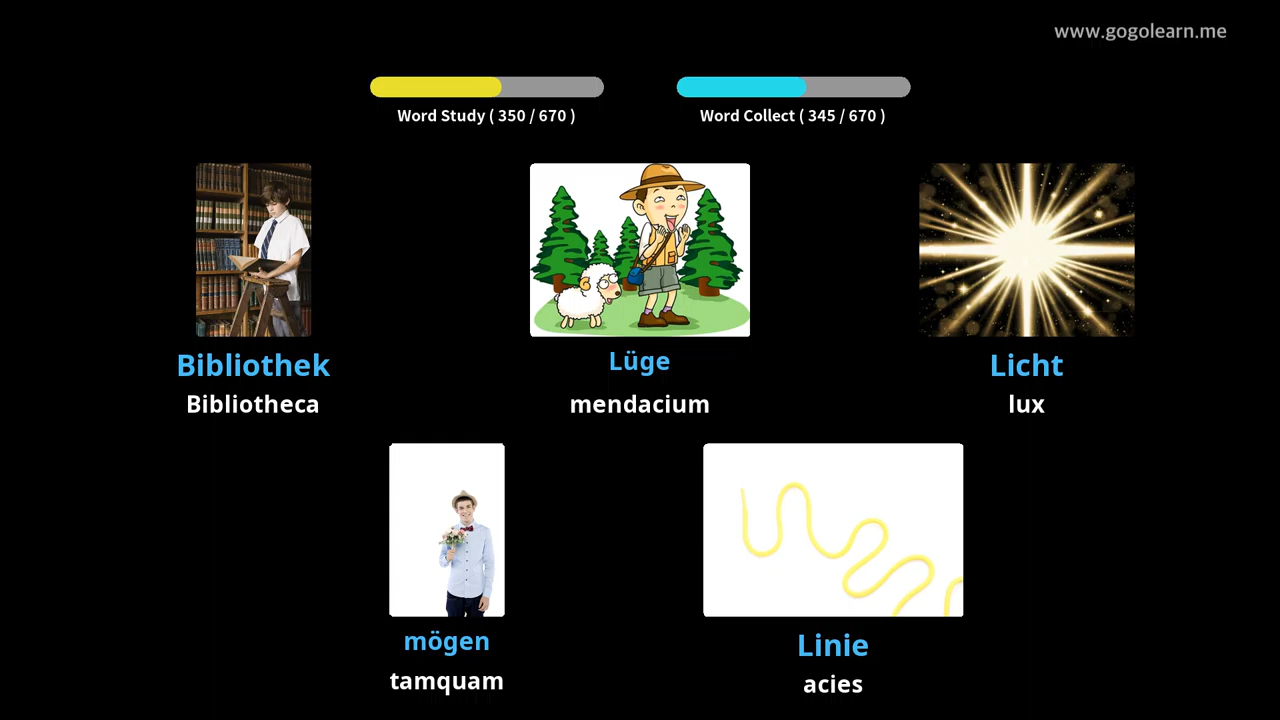 www.gogolearn.me
Word Study ( 350 / 670 )
Word Collect ( 345 / 670 )
Bibliothek
Bibliotheca
Lüge
mendacium
Licht
lux
mögen
tamquam
Linie
acies